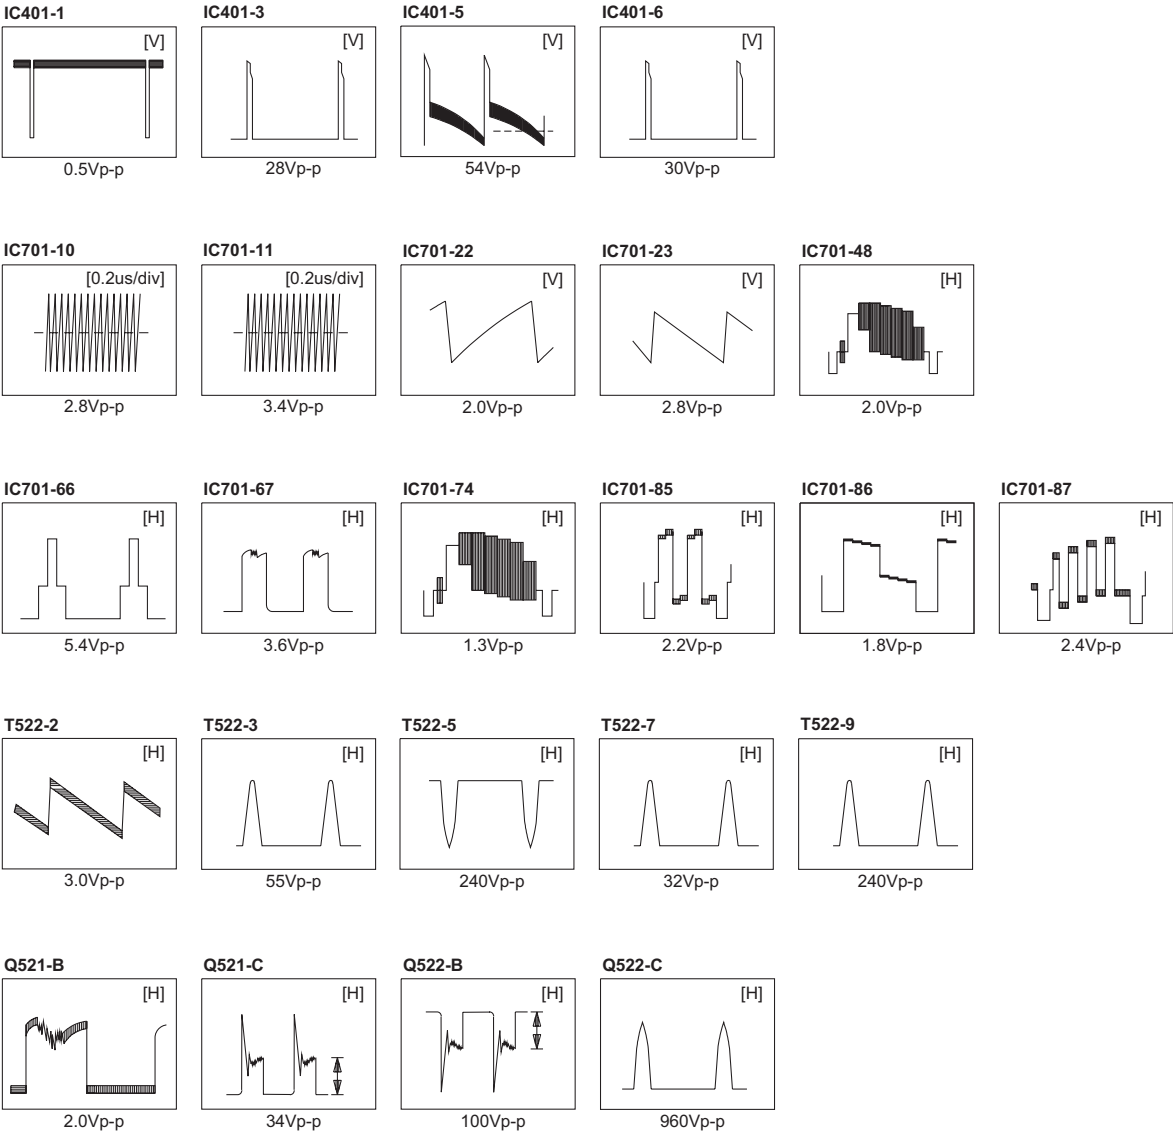 IC401-1 IC401-3 IC401-5 IC401-6
[V] [V] [V] [V]
0.5Vp-p 28Vp-p 54Vp-p 30Vp-p
IC701-10 IC701-11 IC701-22 IC701-23 IC701-48
[0.2us/div] [0.2us/div] [V] [V] [H]
2.8Vp-p 3.4Vp-p 2.0Vp-p 2.8Vp-p 2.0Vp-p
IC701-66 IC701-67 IC701-74 IC701-85 IC701-86 IC701-87
[H] [H] [H] [H] [H] [H]
5.4Vp-p 3.6Vp-p 1.3Vp-p 2.2Vp-p 1.8Vp-p 2.4Vp-p
T522-2 T522-3 T522-5 T522-7 T522-9
[H] [H] [H] [H] [H]
3.0Vp-p 55Vp-p 240Vp-p 32Vp-p 240Vp-p
Q521-B Q521-C Q522-B Q522-C
[H] [H] [H] [H]
2.0Vp-p 34Vp-p 100Vp-p 960Vp-p